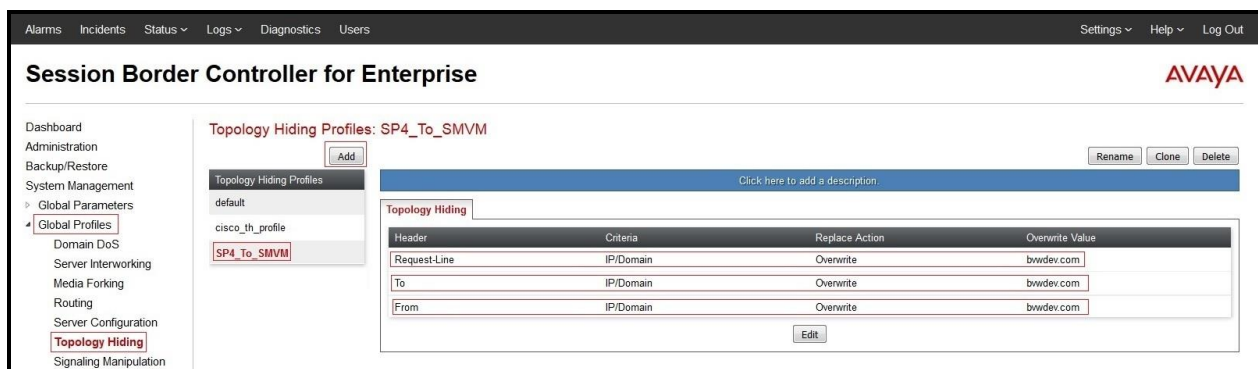 Alarms Incidents Status Logs Diagnostics Users Settings Help Log Out
Session Border Controller for Enterprise
AVAYA
Dashboard
Administration
Backup/Restore
System Management
Global Parameters
Global Profiles
Domain DoS
Server Interworking
Media Forking
Routing
Server Configuration
Topology Hiding
Signaling Manipulation
Topology Hiding Profiles: SP4_To_SMVM
Add
Rename Clone Delete
Topology Hiding Profiles
default
cisco_th_profile
SP4_To_SMVM
Click here to add a description.
Topology Hiding
Header Criteria Replace Action Overwrite Value
Request-Line IP/Domain Overwrite bvwdev.com
To IP/Domain Overwrite bvwdev.com
From IP/Domain Overwrite bvwdev.com
Edit